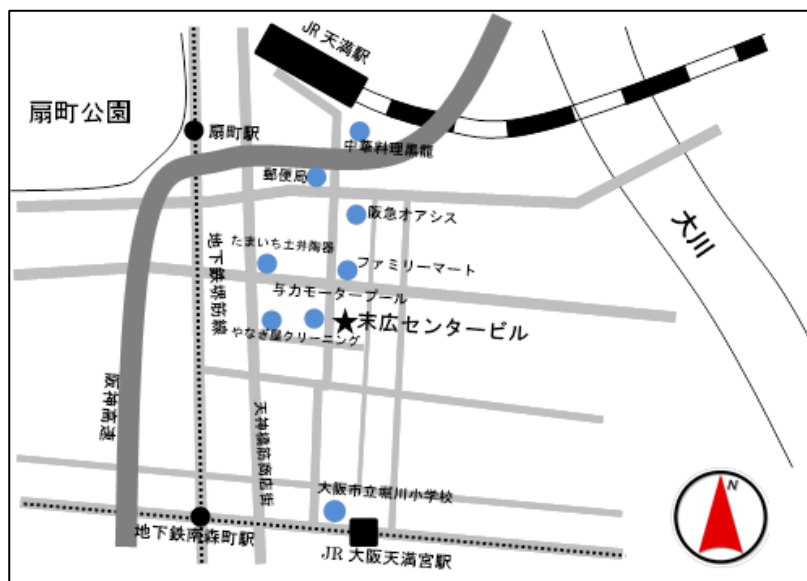 JR 天満駅
扇町公園
扇町駅
中華料理黒龍
郵便局
阪急オアシス
大川
たまいち土井陶器
地下鉄堺筋線
ファミリーマート
与力モータープール
末広センタービル
やなぎ屋クリーニング
阪神高速
天神橋筋商店街
大阪市立堀川小学校
地下鉄南森町駅
JR 大阪天満宮駅
N